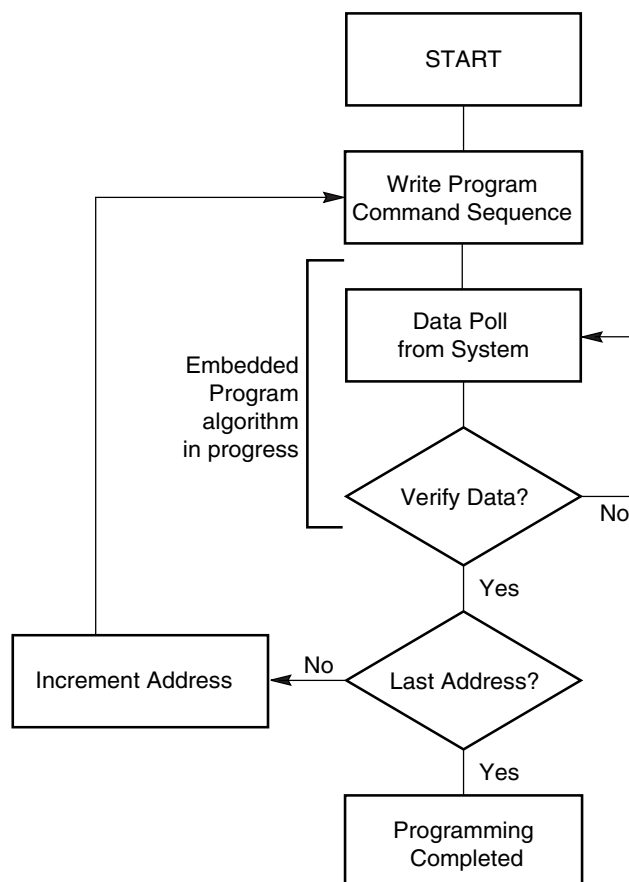 START
Write Program
Command Sequence
Data Poll
from System
Embedded
Program
algorithm
in progress
Verify Data?
No
Yes
No
Increment Address
Last Address?
Yes
Programming
Completed